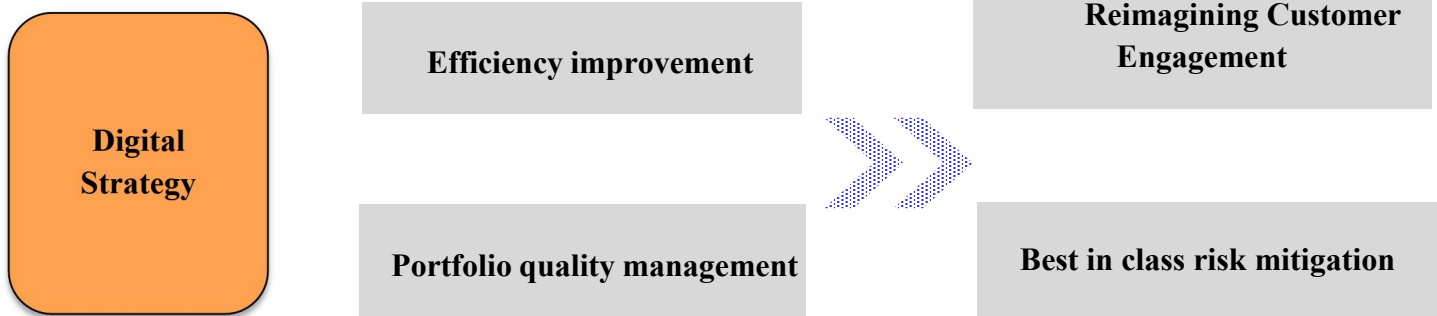 Digital
Strategy
Efficiency improvement
Portfolio quality management
Reimagining Customer
Engagement
Best in class risk mitigation